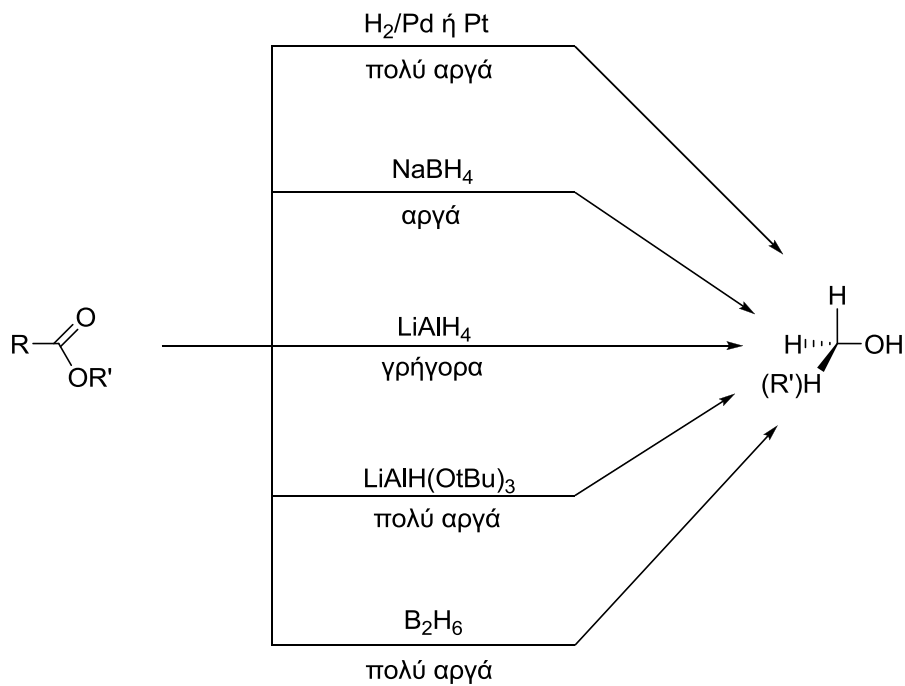 H₂/Pd ή Pt
πολύ αργά
NaBH₄
αργά
R
O
OR'
LiAlH₄
γρήγορα
H
H
OH
(R')H
LiAlH(OtBu)₃
πολύ αργά
B₂H₆
πολύ αργά